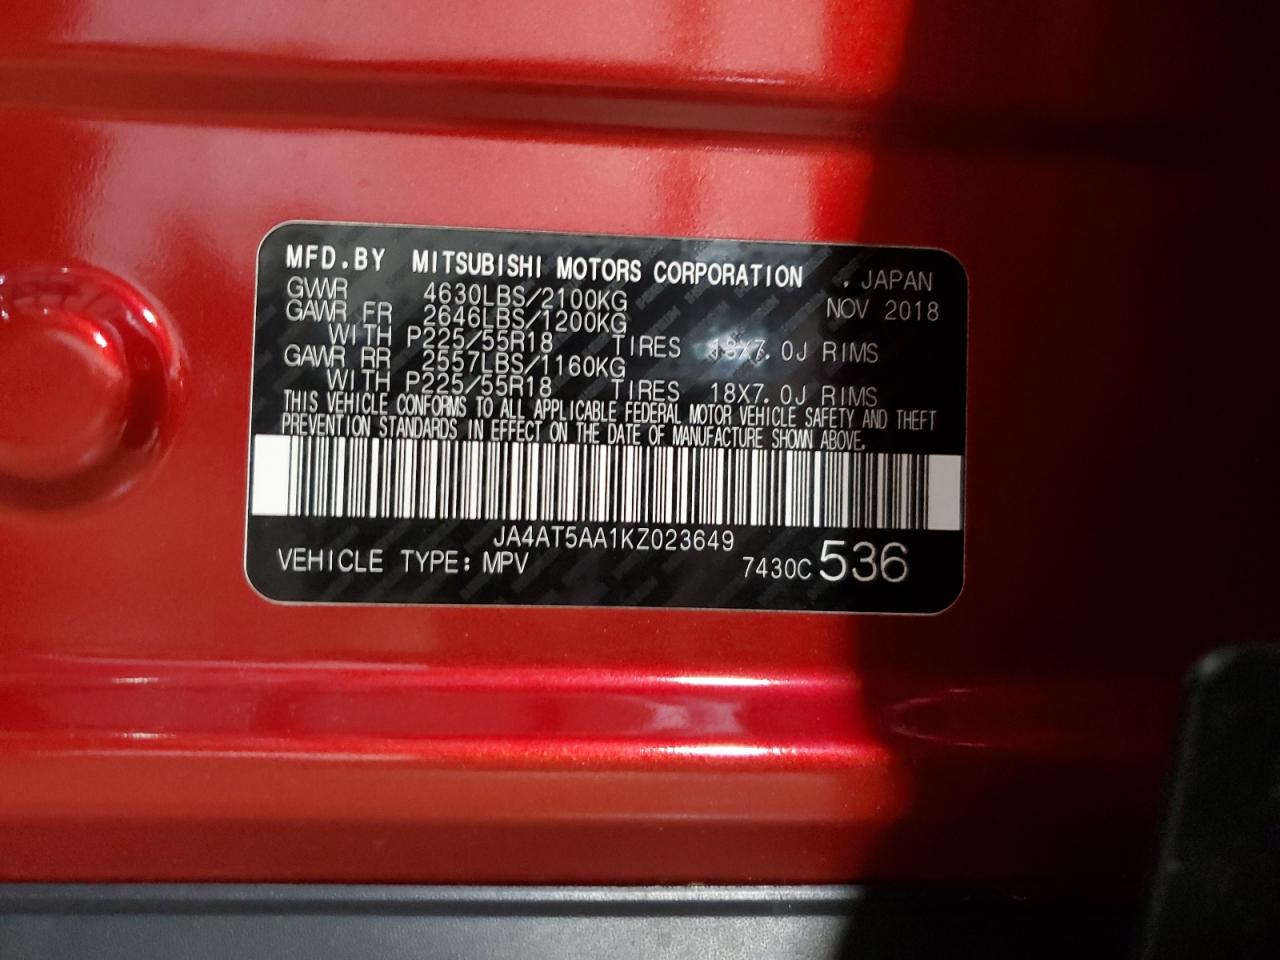 MFD.BY MITSUBISHI MOTORS CORPORATION , JAPAN
GVWR 4630LBS/2100KG NOV 2018
GAWR FR 2646LBS/1200KG
WITH P225/55R18 TIRES 18X7.0J RIMS
GAWR RR 2557LBS/1160KG
WITH P225/55R18 TIRES 18X7.0J RIMS
THIS VEHICLE CONFORMS TO ALL APPLICABLE FEDERAL MOTOR VEHICLE SAFETY AND THEFT
PREVENTION STANDARDS IN EFFECT ON THE DATE OF MANUFACTURE SHOWN ABOVE.
JA4AT5AA1KZ023649
VEHICLE TYPE: MPV 7430C 536